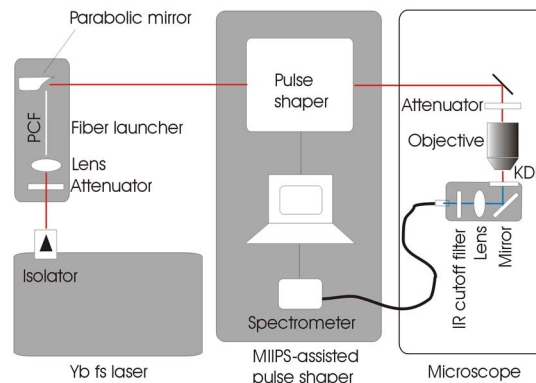 Parabolic mirror
PCF
Fiber launcher
Lens
Attenuator
Isolator
Yb fs laser
Pulse
shaper
Spectrometer
MIIPS-assisted
pulse shaper
Attenuator
Objective
KD
IR cutoff filter
Lens
Mirror
Microscope